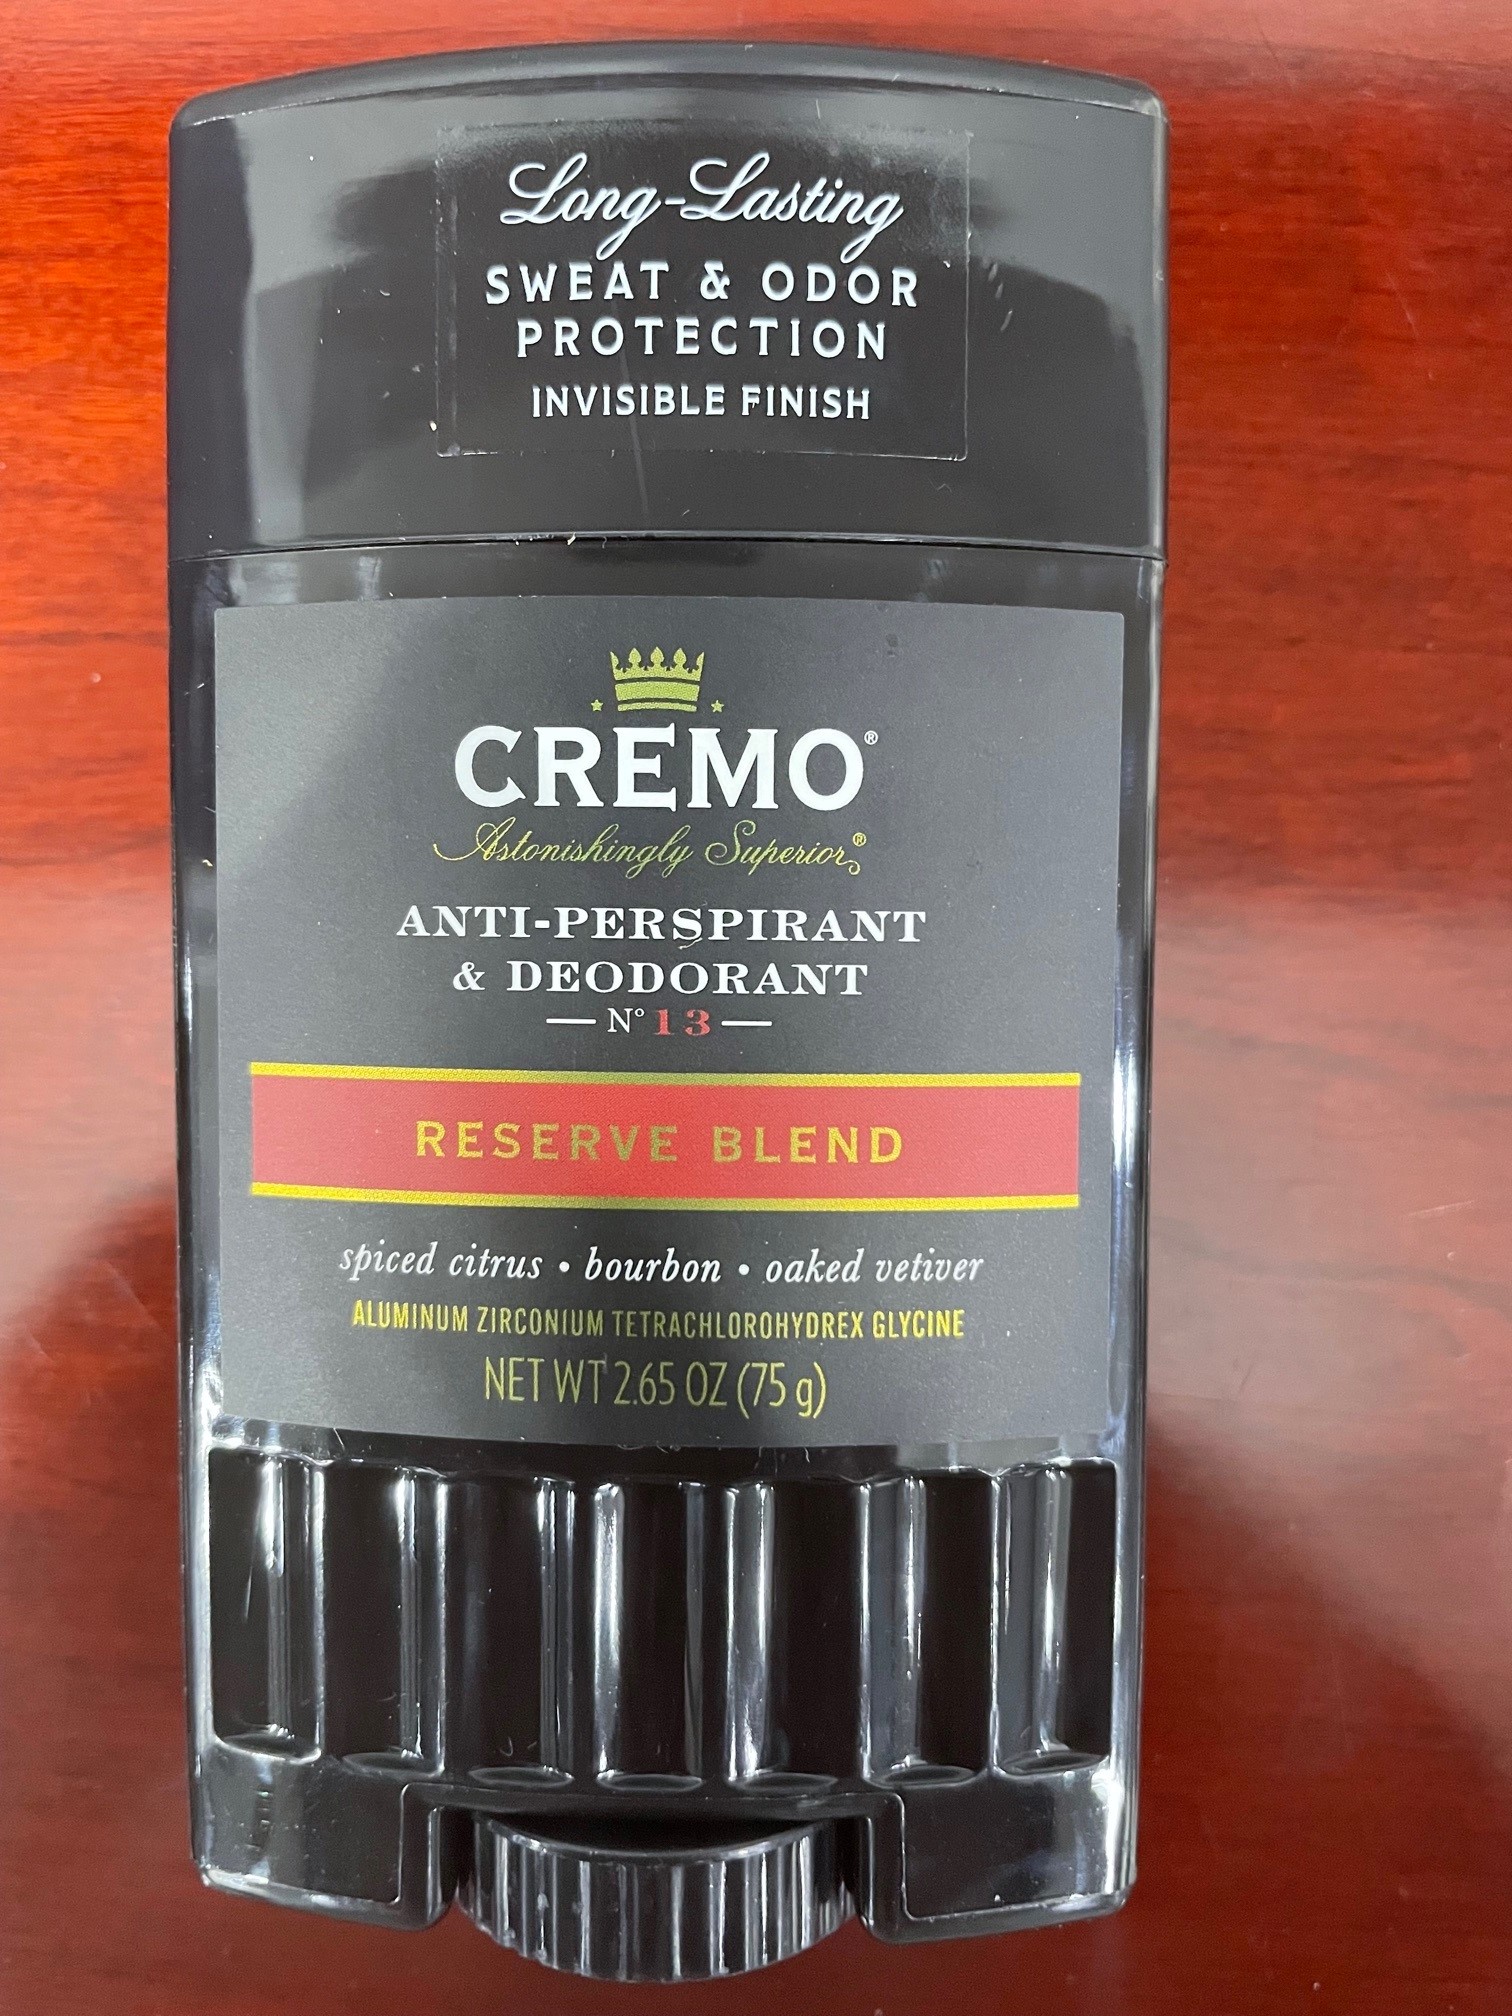 Long-Lasting
SWEAT & ODOR
PROTECTION
INVISIBLE FINISH
CREMO®
Astonishingly Superior®
ANTI-PERSPIRANT
& DEODORANT
— Nº 13 —
RESERVE BLEND
spiced citrus • bourbon • oaked vetiver
ALUMINUM ZIRCONIUM TETRACHLOROHYDREX GLYCINE
NET WT 2.65 OZ (75 g)